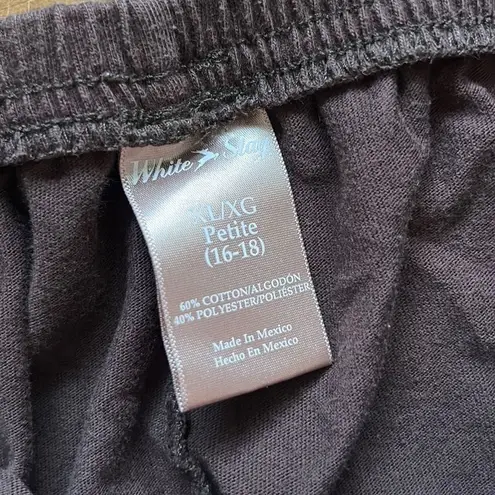 White Stag
XL/XG
Petite
(16-18)
60% COTTON/ALGODÓN
40% POLYESTER/POLIÉSTER
Made In Mexico
Hecho En Mexico